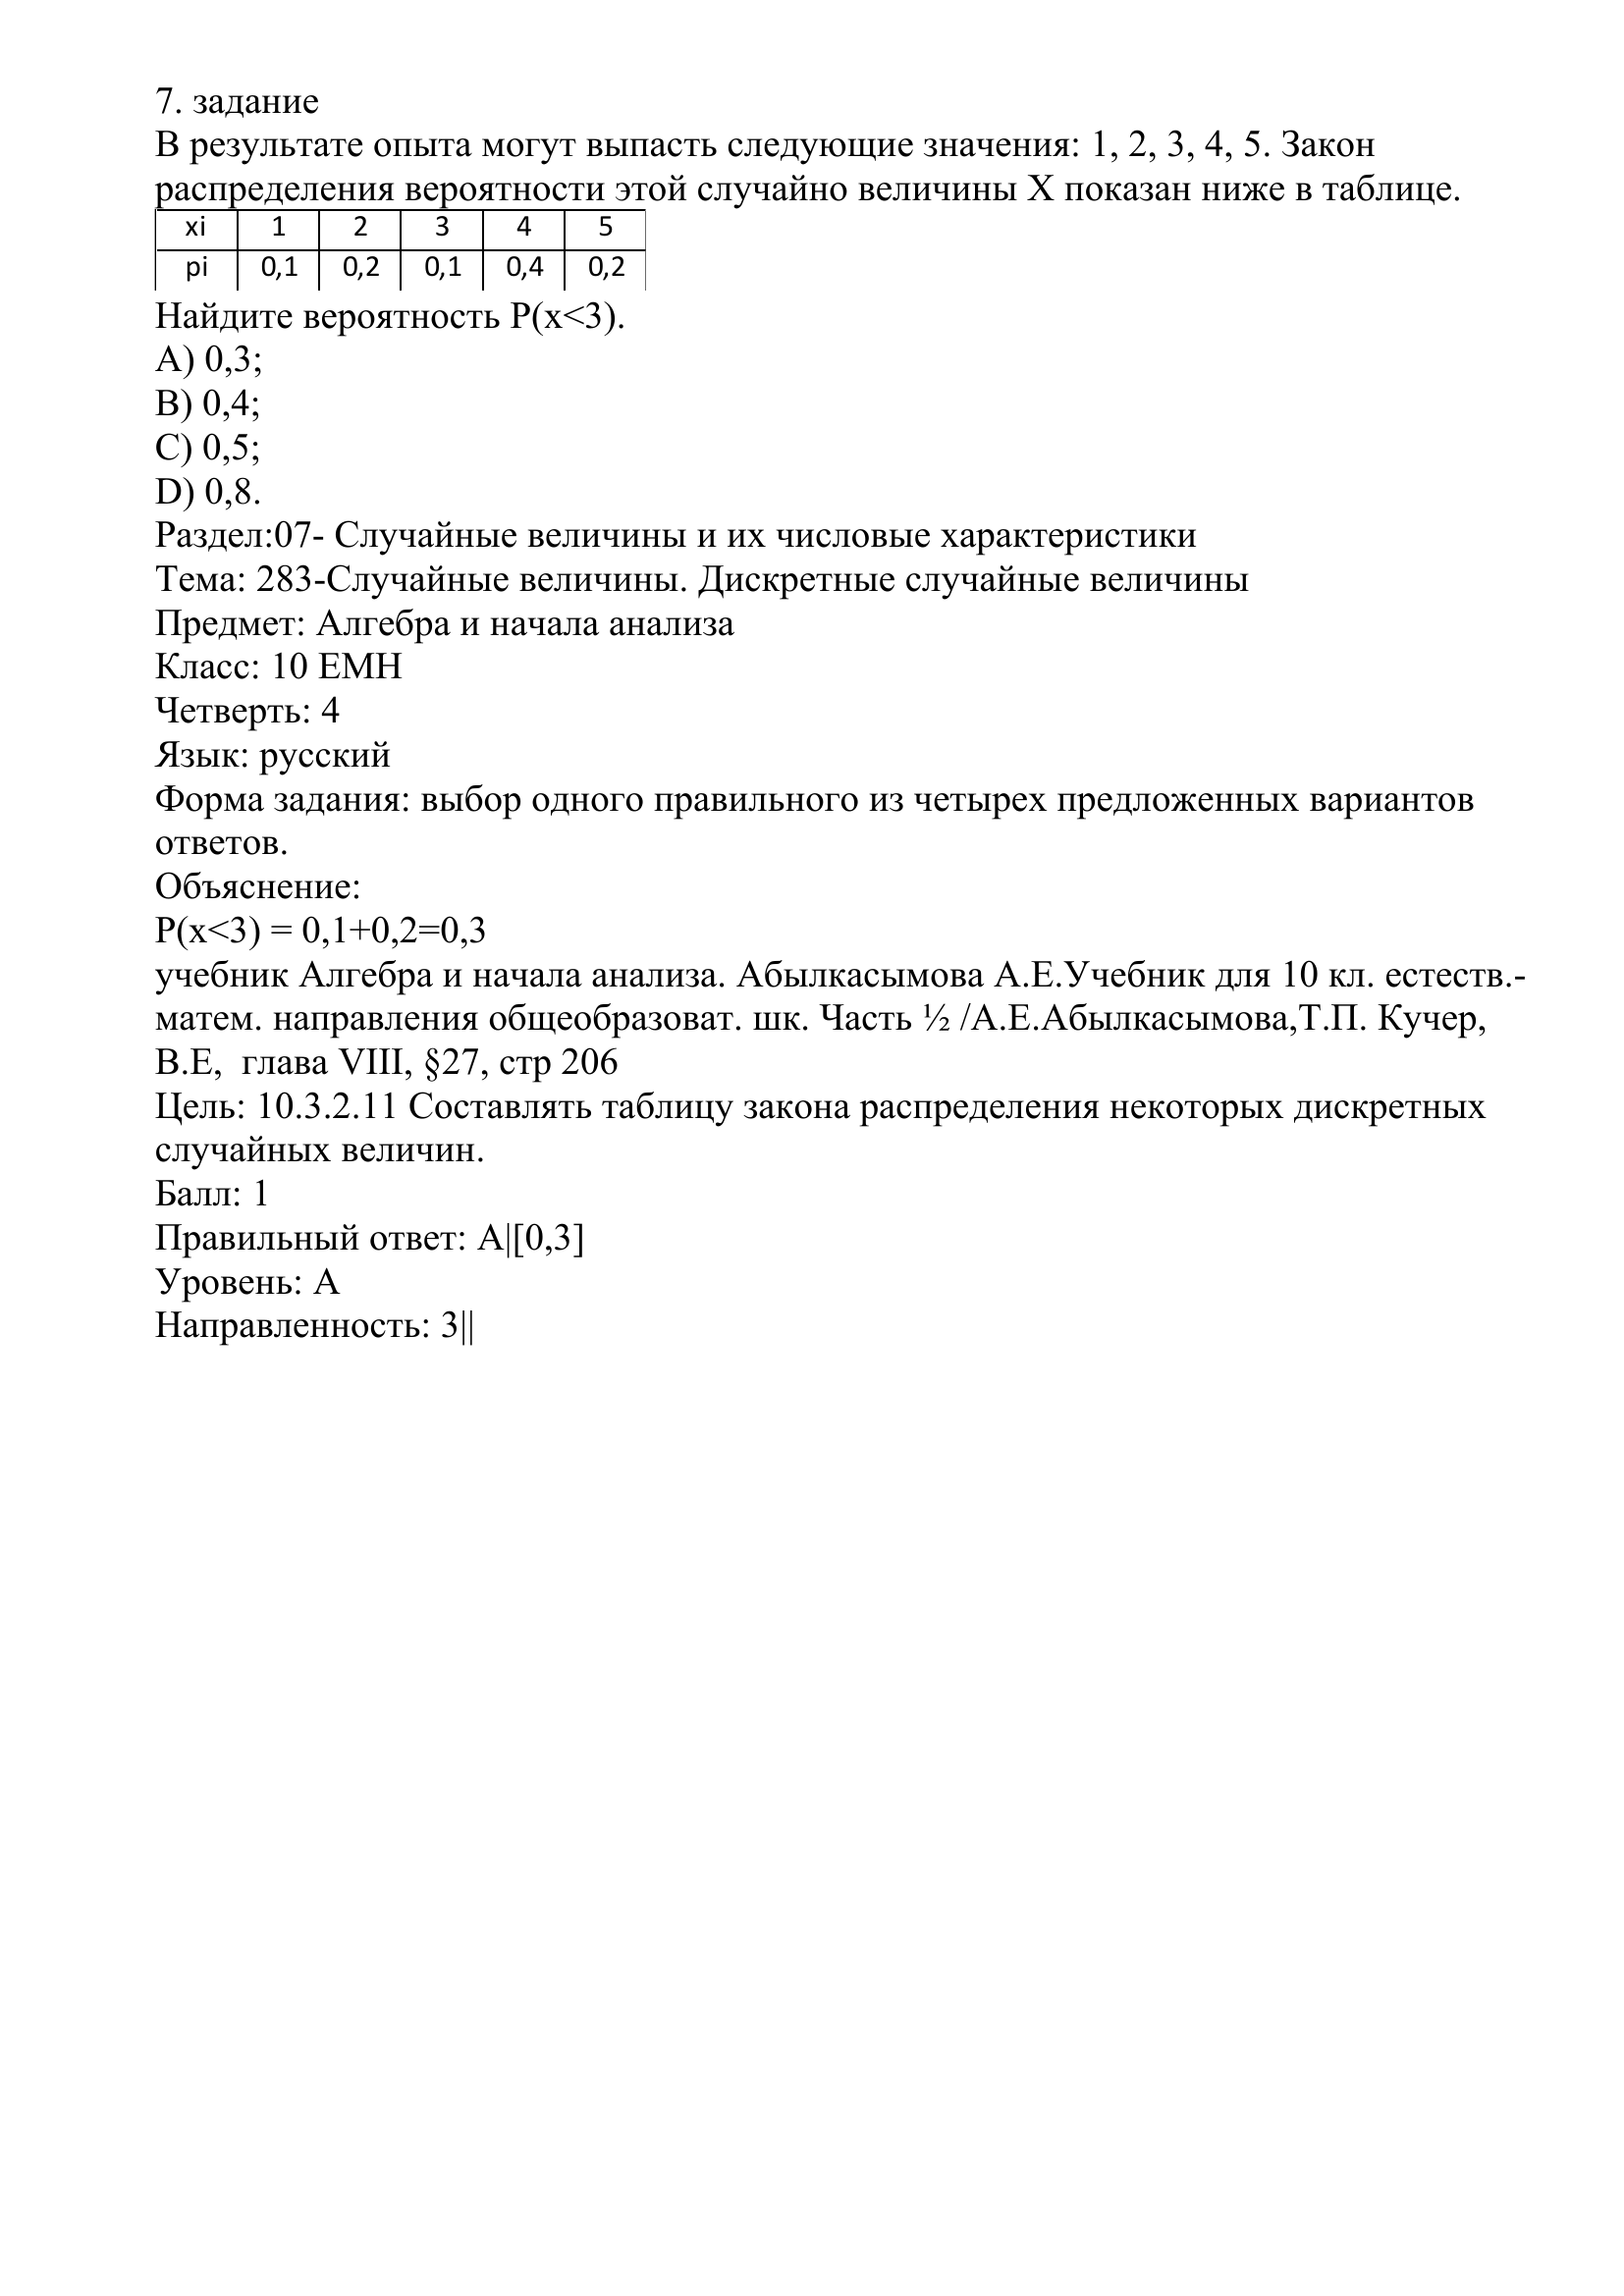 7. задание
В результате опыта могут выпасть следующие значения: 1, 2, 3, 4, 5. Закон
распределения вероятности этой случайно величины Х показан ниже в таблице.
xi 1 2 3 4 5
pi 0,1 0,2 0,1 0,4 0,2
Найдите вероятность P(x<3).
A) 0,3;
B) 0,4;
C) 0,5;
D) 0,8.
Раздел:07- Случайные величины и их числовые характеристики
Тема: 283-Случайные величины. Дискретные случайные величины
Предмет: Алгебра и начала анализа
Класс: 10 ЕМН
Четверть: 4
Язык: русский
Форма задания: выбор одного правильного из четырех предложенных вариантов
ответов.
Объяснение:
P(x<3) = 0,1+0,2=0,3
учебник Алгебра и начала анализа. Абылкасымова А.Е.Учебник для 10 кл. естеств.-
матем. направления общеобразоват. шк. Часть ½ /А.Е.Абылкасымова,Т.П. Кучер,
В.Е,  глава VIII, §27, стр 206
Цель: 10.3.2.11 Составлять таблицу закона распределения некоторых дискретных
случайных величин.
Балл: 1
Правильный ответ: A|[0,3]
Уровень: А
Направленность: 3||